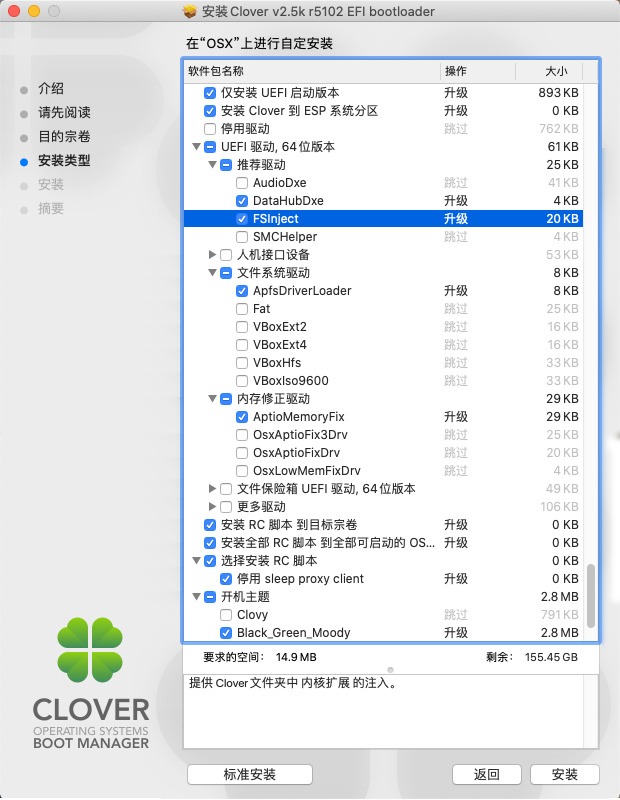 安装 Clover v2.5k r5102 EFI bootloader
在“OSX”上进行自定安装
介绍
请先阅读
目的宗卷
安装类型
安装
摘要
软件包名称 操作 大小
仅安装 UEFI 启动版本 升级 893 KB
安装 Clover 到 ESP 系统分区 升级 0 KB
停用驱动 跳过 762 KB
UEFI 驱动, 64 位版本 61 KB
推荐驱动 25 KB
AudioDxe 跳过 41 KB
DataHubDxe 升级 4 KB
FSInject 升级 20 KB
SMCHelper 跳过 4 KB
人机接口设备 53 KB
文件系统驱动 8 KB
ApfsDriverLoader 升级 8 KB
Fat 跳过 25 KB
VBoxExt2 跳过 16 KB
VBoxExt4 跳过 16 KB
VBoxHfs 跳过 33 KB
VBoxIso9600 跳过 33 KB
内存修正驱动 29 KB
AptioMemoryFix 升级 29 KB
OsxAptioFix3Drv 跳过 25 KB
OsxAptioFixDrv 跳过 20 KB
OsxLowMemFixDrv 跳过 4 KB
文件保险箱 UEFI 驱动, 64 位版本 49 KB
更多驱动 106 KB
安装 RC 脚本 到目标宗卷 升级 0 KB
安装全部 RC 脚本 到全部可启动的 OS... 升级 0 KB
选择安装 RC 脚本 0 KB
停用 sleep proxy client 升级 0 KB
开机主题 2.8 MB
Clovy 跳过 791 KB
Black_Green_Moody 升级 2.8 MB
要求的空间： 14.9 MB 剩余： 155.45 GB
提供 Clover 文件夹中 内核扩展 的注入。
CLOVER
OPERATING SYSTEMS
BOOT MANAGER
标准安装 返回 安装